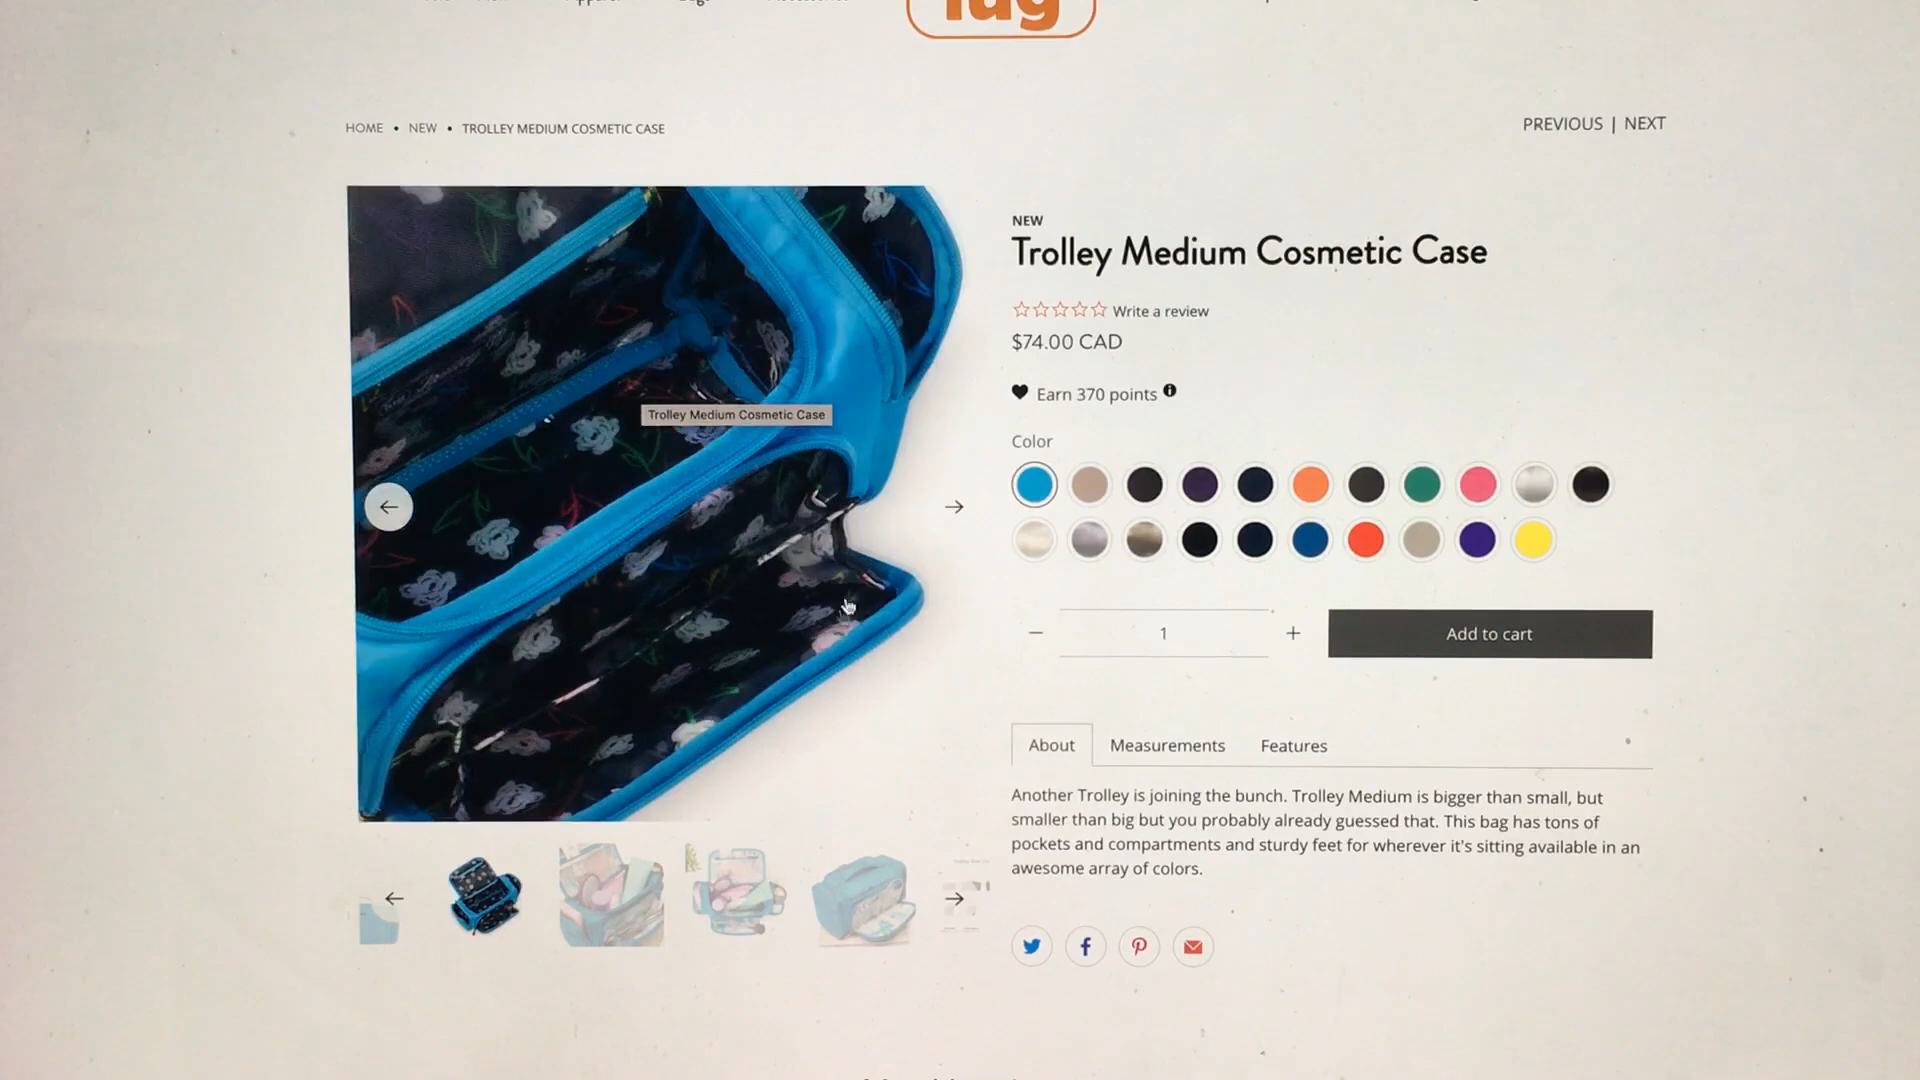 lug
HOME • NEW • TROLLEY MEDIUM COSMETIC CASE
PREVIOUS | NEXT
NEW
Trolley Medium Cosmetic Case
Write a review
$74.00 CAD
Earn 370 points
Color
Trolley Medium Cosmetic Case
1
Add to cart
About
Measurements
Features
Another Trolley is joining the bunch. Trolley Medium is bigger than small, but
smaller than big but you probably already guessed that. This bag has tons of
pockets and compartments and sturdy feet for wherever it's sitting available in an
awesome array of colors.